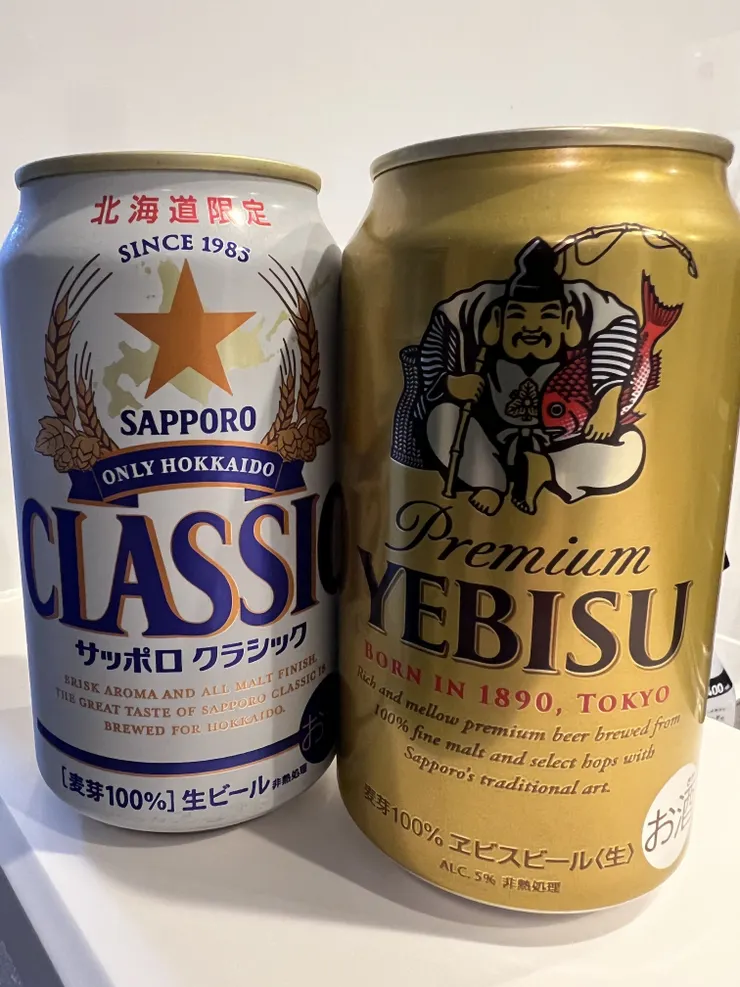 北海道限定
SINCE 1985
SAPPORO
ONLY HOKKAIDO
CLASSIC
サッポロ クラシック
BRISK AROMA AND ALL MALT FINISH,
THE GREAT TASTE OF SAPPORO CLASSIC IS
BREWED FOR HOKKAIDO.
お
[麦芽100%] 生ビール 非熱処理
Premium
YEBISU
BORN IN 1890, TOKYO
Rich and mellow premium beer brewed from
100% fine malt and select hops with
Sapporo's traditional art.
麦芽100% ヱビスビール〈生〉
ALC. 5% 非熱処理
お酒
400